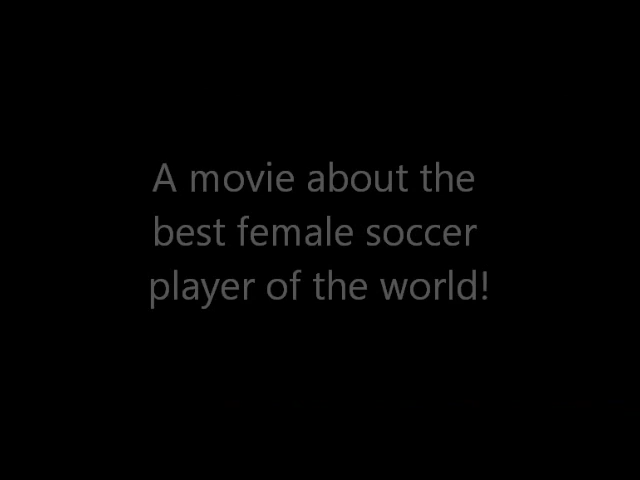 A movie about the
best female soccer
player of the world!